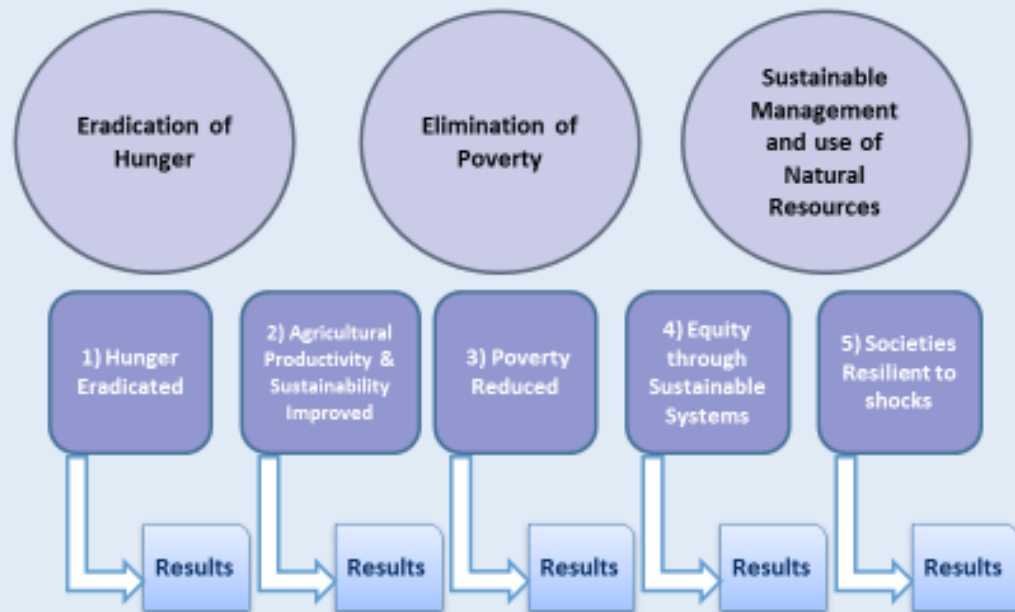 Eradication of
Hunger
Elimination of
Poverty
Sustainable
Management
and use of
Natural
Resources
1) Hunger
Eradicated
2) Agricultural
Productivity &
Sustainability
Improved
3) Poverty
Reduced
4) Equity
through
Sustainable
Systems
5) Societies
Resilient to
shocks
Results
Results
Results
Results
Results